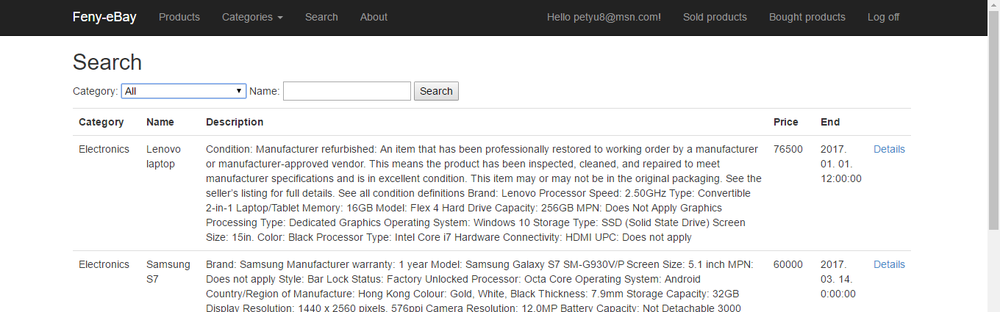 Feny-eBay Products Categories Search About Hello petyu8@msn.com! Sold products Bought products Log off
Search
Category: All Name: Search
Category Name Description Price End
Electronics Lenovo Condition: Manufacturer refurbished: An item that has been professionally restored to working order by a manufacturer 76500 2017. Details
laptop or manufacturer-approved vendor. This means the product has been inspected, cleaned, and repaired to meet 01. 01.
manufacturer specifications and is in excellent condition. This item may or may not be in the original packaging. See the 12:00:00
seller's listing for full details. See all condition definitions Brand: Lenovo Processor Speed: 2.50GHz Type: Convertible
2-in-1 Laptop/Tablet Memory: 16GB Model: Flex 4 Hard Drive Capacity: 256GB MPN: Does Not Apply Graphics
Processing Type: Dedicated Graphics Operating System: Windows 10 Storage Type: SSD (Solid State Drive) Screen
Size: 15in. Color: Black Processor Type: Intel Core i7 Hardware Connectivity: HDMI UPC: Does not apply
Electronics Samsung Brand: Samsung Manufacturer warranty: 1 year Model: Samsung Galaxy S7 SM-G930V/P Screen Size: 5.1 inch MPN: 60000 2017. Details
S7 Does not apply Style: Bar Lock Status: Factory Unlocked Processor: Octa Core Operating System: Android 03. 14.
Country/Region of Manufacture: Hong Kong Colour: Gold, White, Black Thickness: 7.9mm Storage Capacity: 32GB 0:00:00
Display Resolution: 1440 x 2560 pixels, 576ppi Camera Resolution: 12.0MP Battery Capacity: Not Detachable 3000